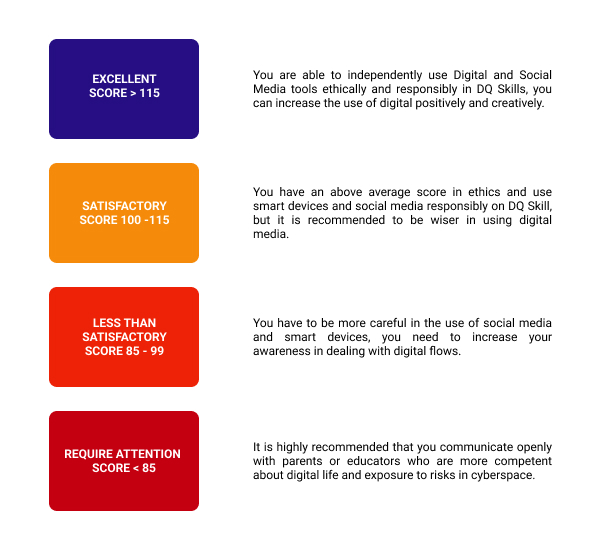 EXCELLENT
SCORE > 115
You are able to independently use Digital and Social
Media tools ethically and responsibly in DQ Skills, you
can increase the use of digital positively and creatively.
SATISFACTORY
SCORE 100 -115
You have an above average score in ethics and use
smart devices and social media responsibly on DQ Skill,
but it is recommended to be wiser in using digital
media.
LESS THAN
SATISFACTORY
SCORE 85 - 99
You have to be more careful in the use of social media
and smart devices, you need to increase your
awareness in dealing with digital flows.
REQUIRE ATTENTION
SCORE < 85
It is highly recommended that you communicate openly
with parents or educators who are more competent
about digital life and exposure to risks in cyberspace.